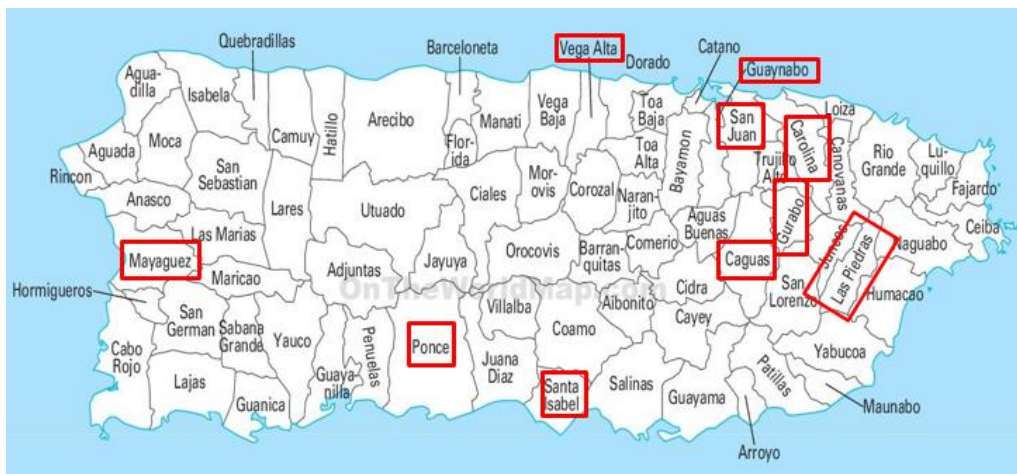 Quebradillas
Barceloneta
Vega Alta
Dorado
Catano
Guaynabo
Agua-
dilla
Isabela
Camuy
Hatillo
Arecibo
Flor-
ida
Manati
Vega
Baja
Toa
Baja
Bayamon
San
Juan
Carolina
Loiza
Canovanas
Rio
Grande
Lu-
quillo
Fajardo
Ceiba
Moca
Aguada
Rincon
San
Sebastian
Anasco
Lares
Utuado
Ciales
Mor-
ovis
Corozal
Toa
Alta
Naran-
jito
Trujillo
Alto
Gurabo
Aguas
Buenas
Las Marias
Mayaguez
Maricao
Adjuntas
Jayuya
Orocovis
Barran-
quitas
Comerio
Caguas
Juncos
Las Piedras
Naguabo
Humacao
OnTheWorldMap.com
Hormigueros
San
German
Sabana
Grande
Yauco
Villalba
Aibonito
Cidra
Cayey
San
Lorenzo
Yabucoa
Cabo
Rojo
Lajas
Guanica
Guaya-
nilla
Penuelas
Ponce
Juana
Diaz
Coamo
Santa
Isabel
Salinas
Guayama
Patillas
Maunabo
Arroyo